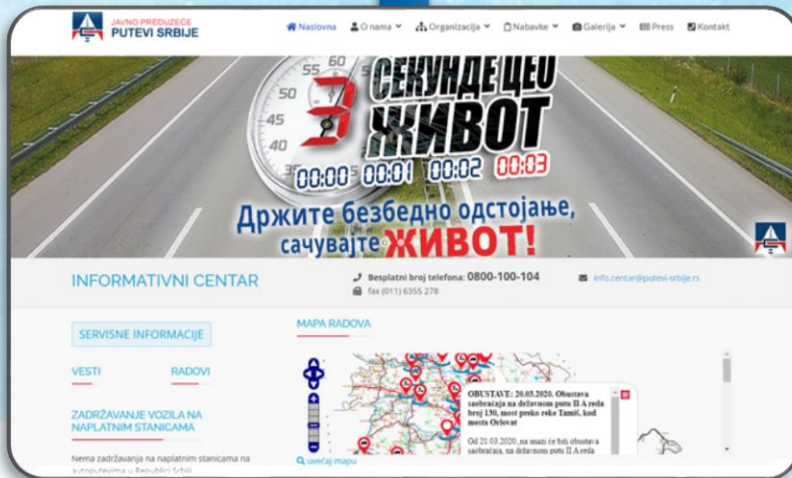 JAVNO PREDUZEĆE
PUTEVI SRBIJE
Naslovna O nama Organizacija Nabavke Galerija Press Kontakt
55 60 5
50
45
40
3
СЕКУНДЕ ЦЕО
ЖИВОТ
00:00 00:01 00:02 00:03
Држите безбедно одстојање,
сачувајте ЖИВОТ!
INFORMATIVNI CENTAR
Besplatni broj telefona: 0800-100-104
fax (011) 6355 278
info.centar@putevi-srbije.rs
SERVISNE INFORMACIJE
VESTI RADOVI
ZADRŽAVANJE VOZILA NA
NAPLATNIM STANICAMA
Nema zadržavanja na naplatnim stanicama na
autoputevima u Republici Srbiji
MAPA RADOVA
OBUSTAVE: 20.03.2020. Obustava
saobraćaja na državnom putu II A reda
broj 130, most preko reke Tamiš, kod
mesta Orlovat
Od 21.03.2020.,na snazi će biti obustava
saobraćaja, na državnom putu II A reda
uvećaj mapu